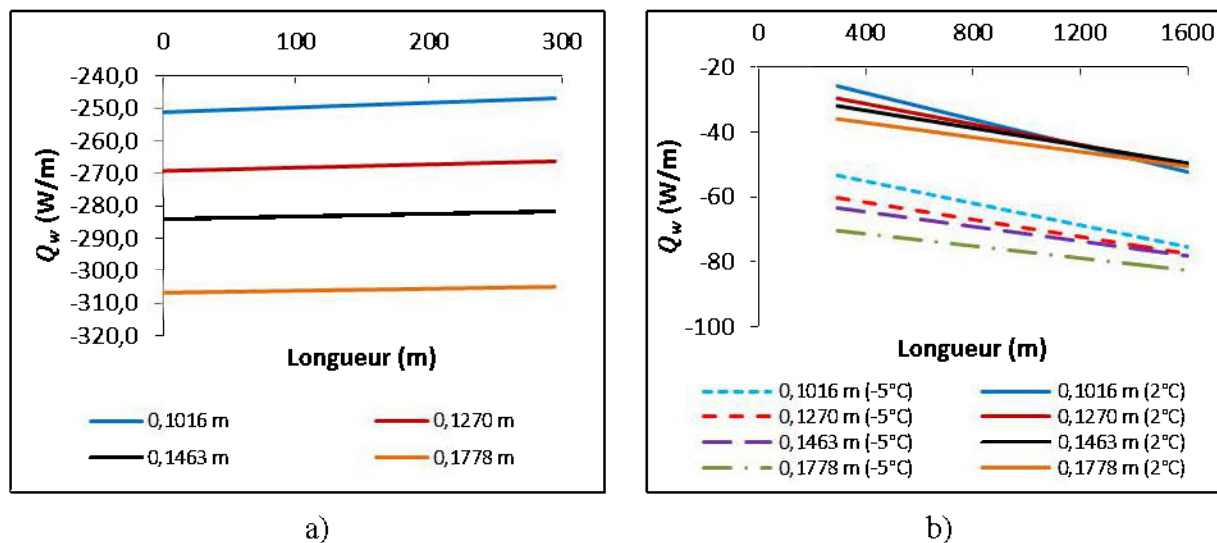 0 100 200 300
-240,0
-250,0
-260,0
-270,0
-280,0
-290,0
-300,0
-310,0
-320,0
Qw (W/m)
Longueur (m)
0,1016 m 0,1270 m
0,1463 m 0,1778 m
a)
0 400 800 1200 1600
-20
-40
-60
-80
-100
Qw (W/m)
Longueur (m)
0,1016 m (-5°C) 0,1016 m (2°C)
0,1270 m (-5°C) 0,1270 m (2°C)
0,1463 m (-5°C) 0,1463 m (2°C)
0,1778 m (-5°C) 0,1778 m (2°C)
b)